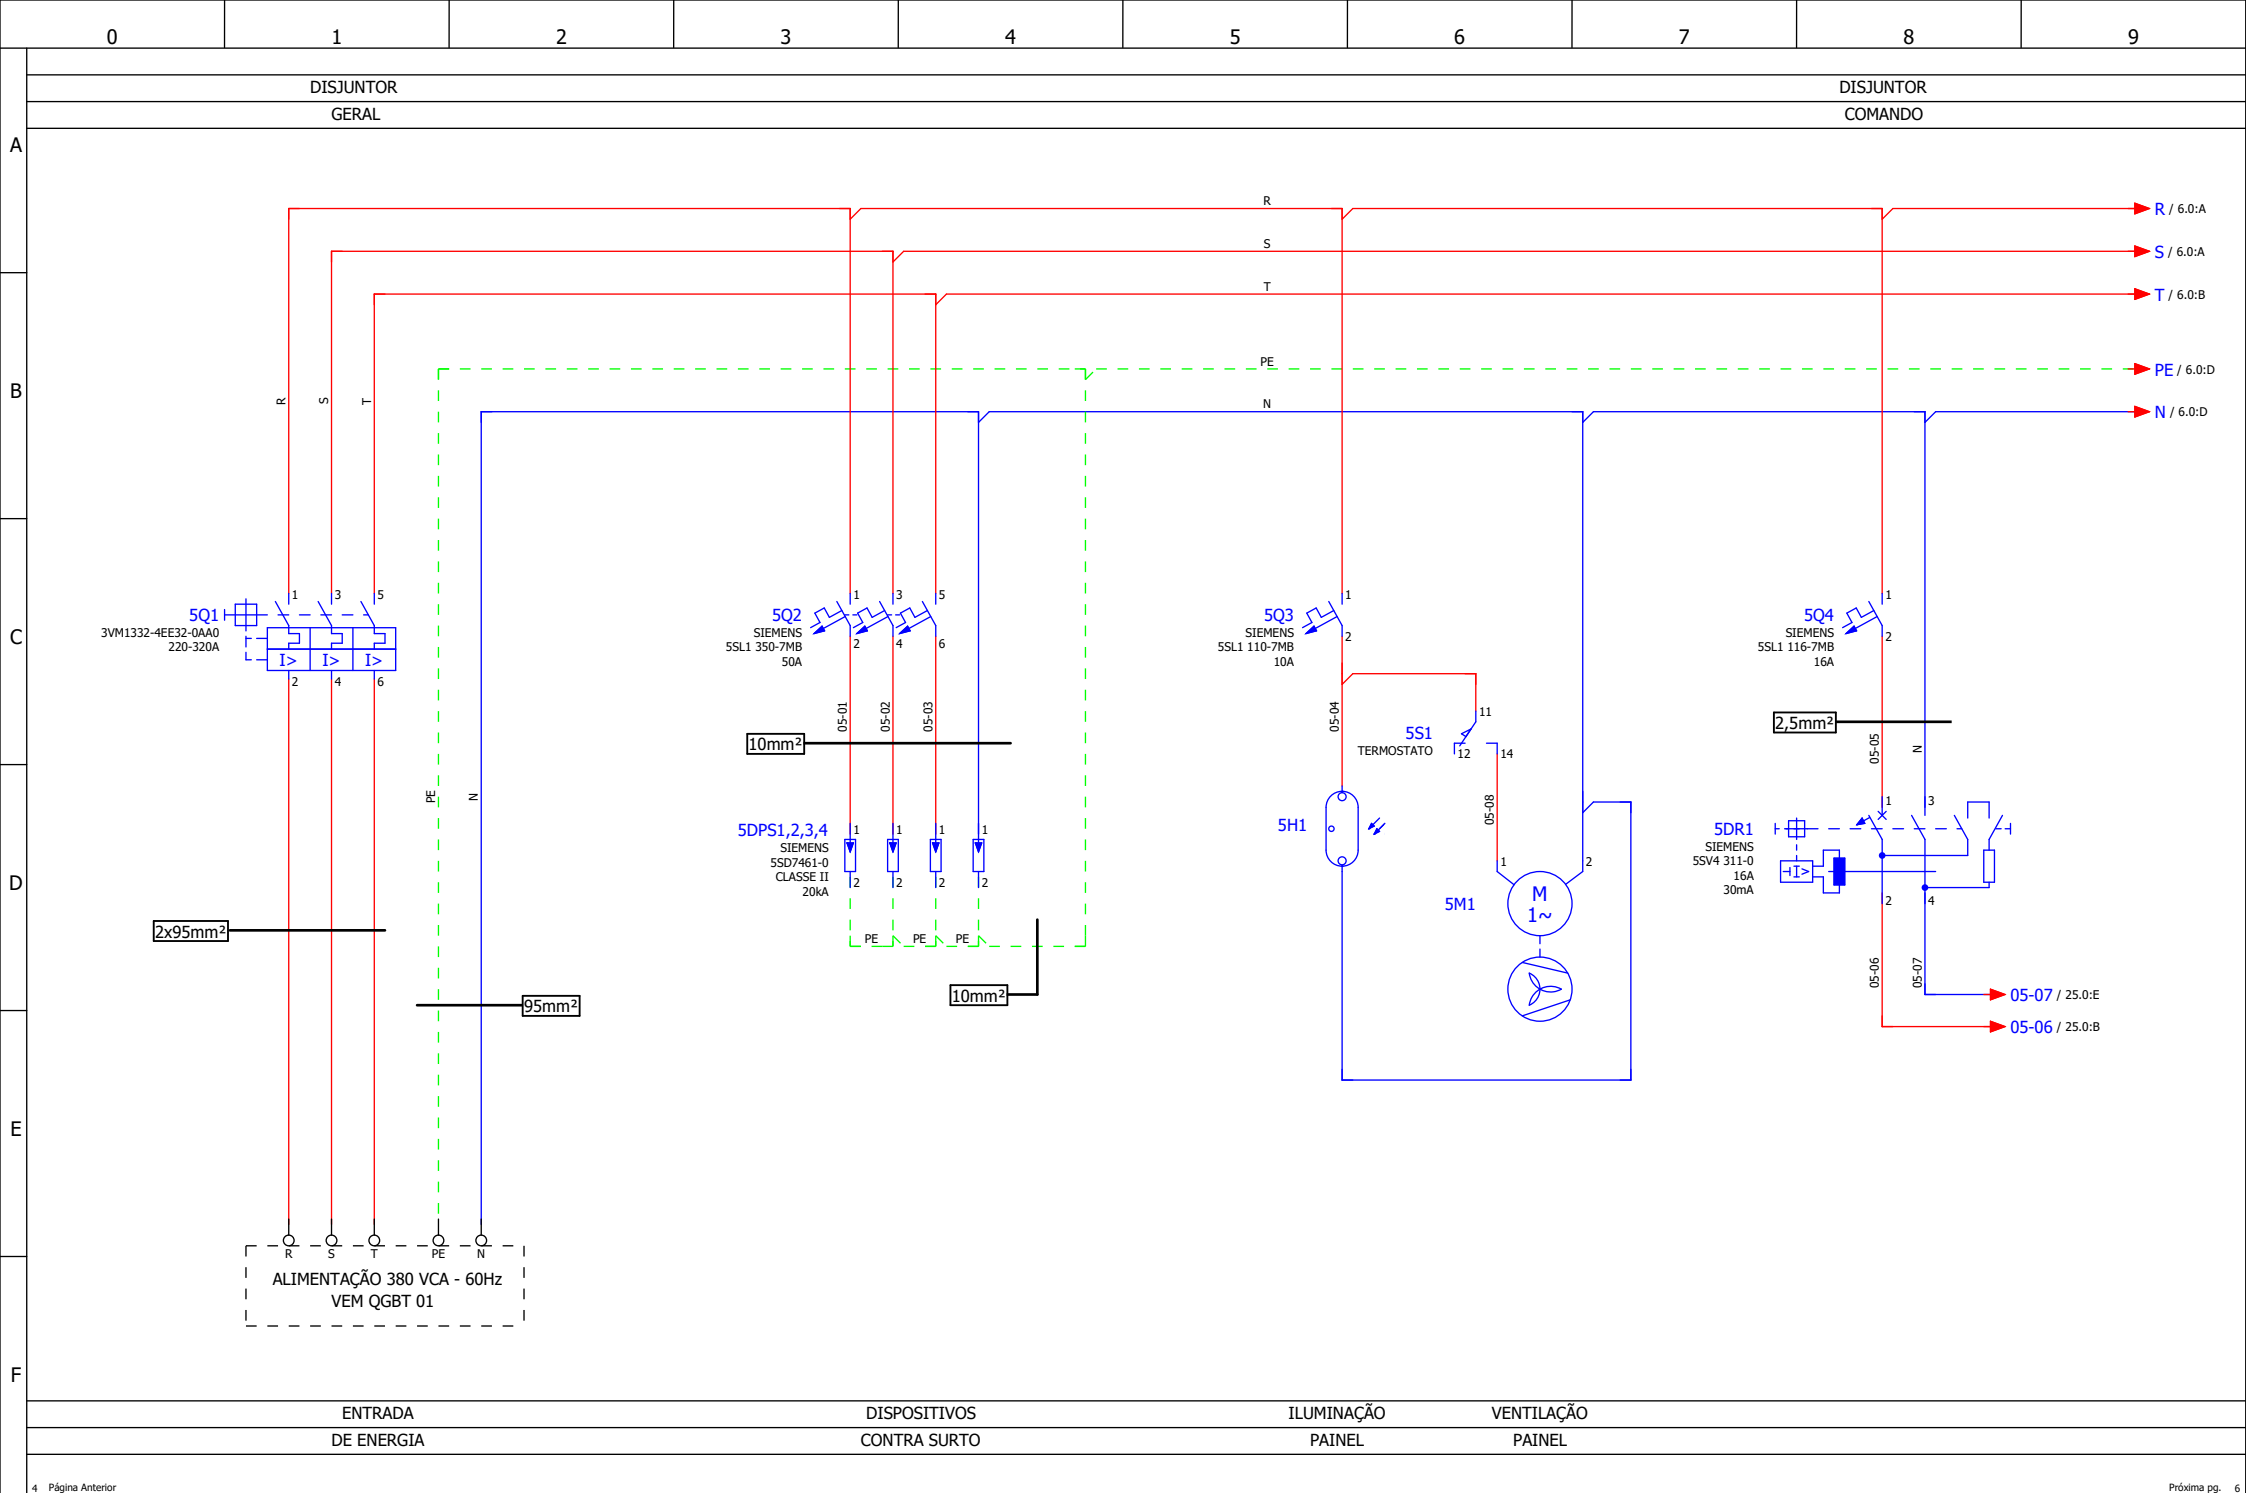 0 1 2 3 4 5 6 7 8 9
DISJUNTOR DISJUNTOR
GERAL COMANDO
A
R
R / 6.0:A
S
S / 6.0:A
T
T / 6.0:B
PE
PE / 6.0:D
B
R S T
N
N / 6.0:D
C
5Q1
3VM1332-4EE32-0AA0
220-320A
1 3 5
I> I> I>
2 4 6
5Q2
SIEMENS
5SL1 350-7MB
50A
1 3 5
2 4 6
5Q3
SIEMENS
5SL1 110-7MB
10A
1
2
5Q4
SIEMENS
5SL1 116-7MB
16A
1
2
05-01 05-02 05-03
10mm²
05-04
5S1
TERMOSTATO
11
12 14
2,5mm²
05-05 N
PE N
D
5DPS1,2,3,4
SIEMENS
5SD7461-0
CLASSE II
20kA
1 1 1 1
2 2 2 2
PE PE PE
10mm²
5H1
05-08
1 2
5M1
M
1~
5DR1
SIEMENS
5SV4 311-0
16A
30mA
1 3
I>
2 4
2x95mm²
95mm²
05-06 05-07
05-07 / 25.0:E
05-06 / 25.0:B
E
R S T PE N
ALIMENTAÇÃO 380 VCA - 60Hz
VEM QGBT 01
F
ENTRADA DISPOSITIVOS ILUMINAÇÃO VENTILAÇÃO
DE ENERGIA CONTRA SURTO PAINEL PAINEL
4 Página Anterior Próxima pg. 6